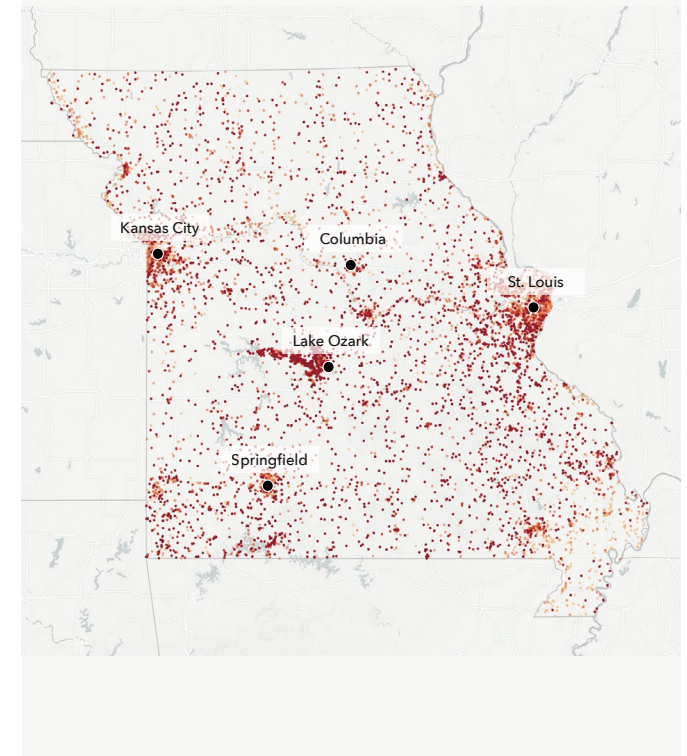 Kansas City
Columbia
St. Louis
Lake Ozark
Springfield